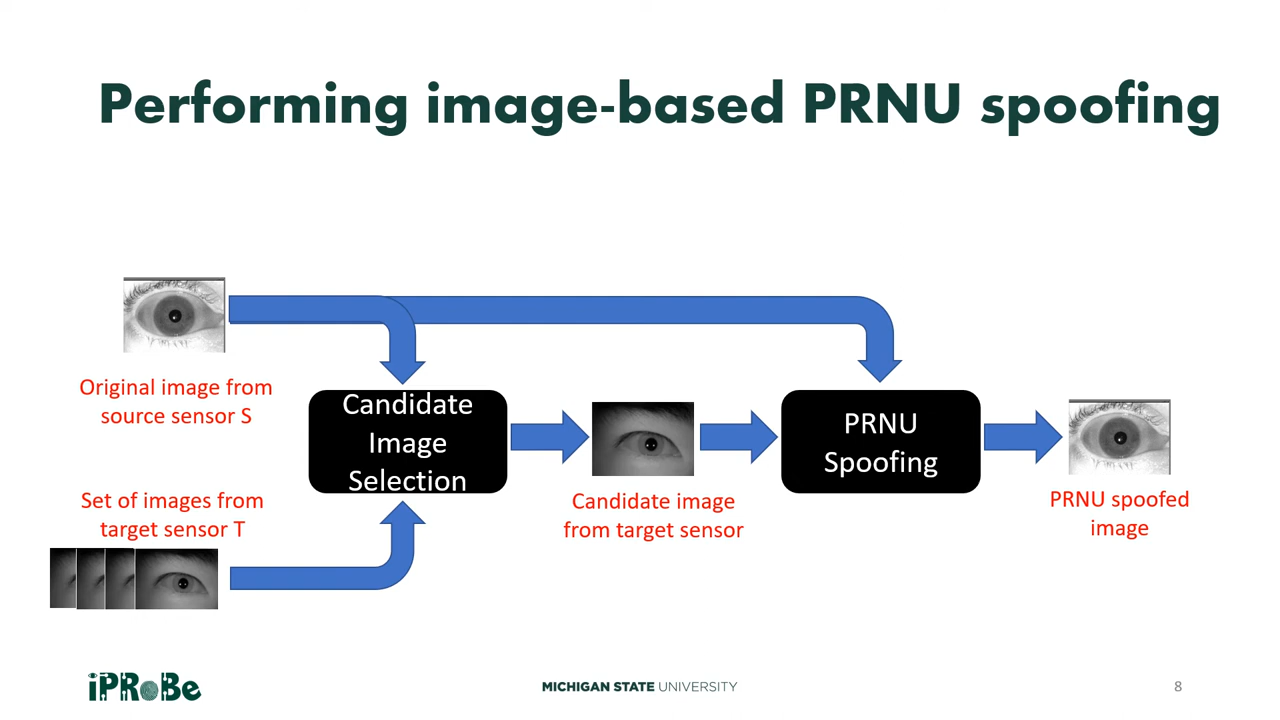 Performing image-based PRNU spoofing
Original image from
source sensor S
Candidate
Image
Selection
PRNU
Spoofing
Set of images from
target sensor T
Candidate image
from target sensor
PRNU spoofed
image
iPRoBe
MICHIGAN STATE UNIVERSITY
8